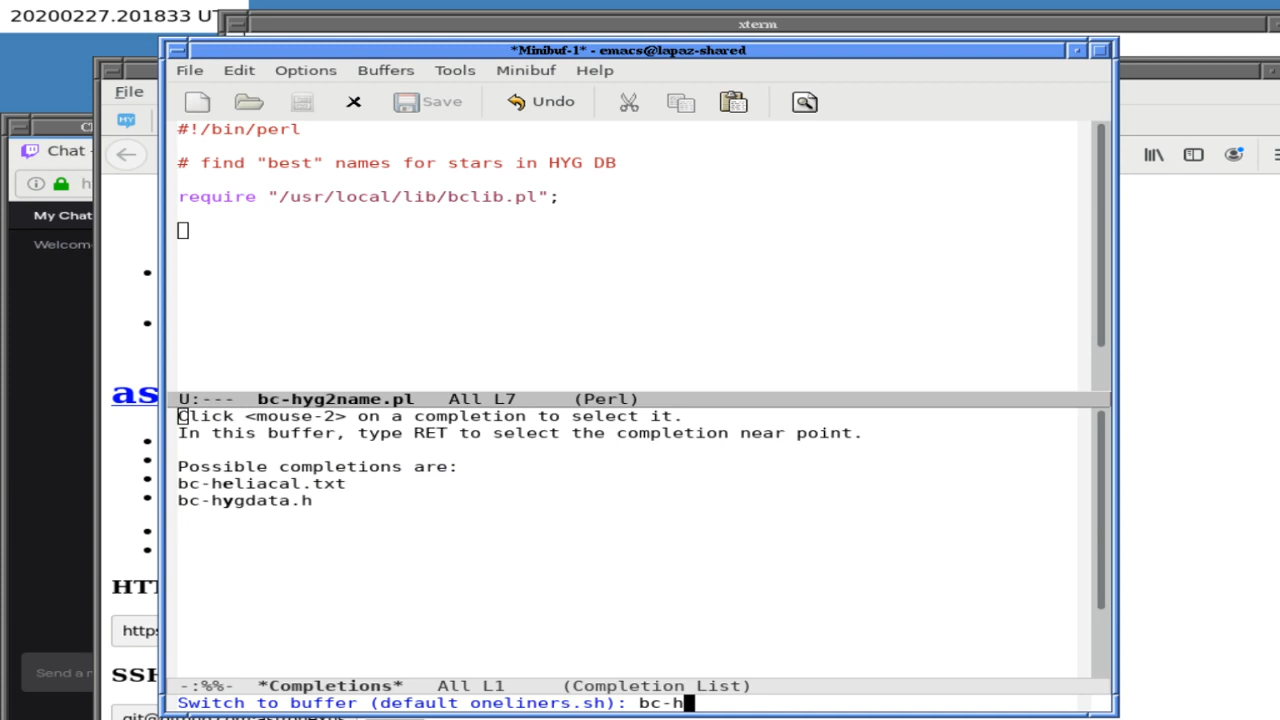 20200227.201833 UT
xterm
*Minibuf-1* - emacs@lapaz-shared
File Edit Options Buffers Tools Minibuf Help
Save Undo
#!/bin/perl
# find "best" names for stars in HYG DB
require "/usr/local/lib/bclib.pl";
U:--- bc-hyg2name.pl All L7 (Perl)
Click <mouse-2> on a completion to select it.
In this buffer, type RET to select the completion near point.
Possible completions are:
bc-heliacal.txt
bc-hygdata.h
-:%%- *Completions* All L1 (Completion List)
Switch to buffer (default oneliners.sh): bc-h
File
MY
Chat
My Chat
Welcom
as
HT
https
SSH
Send a